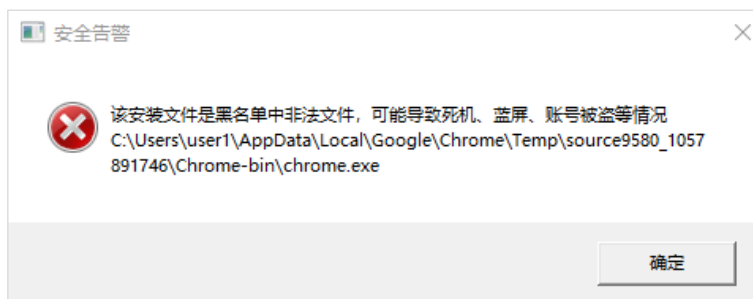 安全告警
该安装文件是黑名单中非法文件，可能导致死机、蓝屏、账号被盗等情况
C:\Users\user1\AppData\Local\Google\Chrome\Temp\source9580_1057
891746\Chrome-bin\chrome.exe
确定